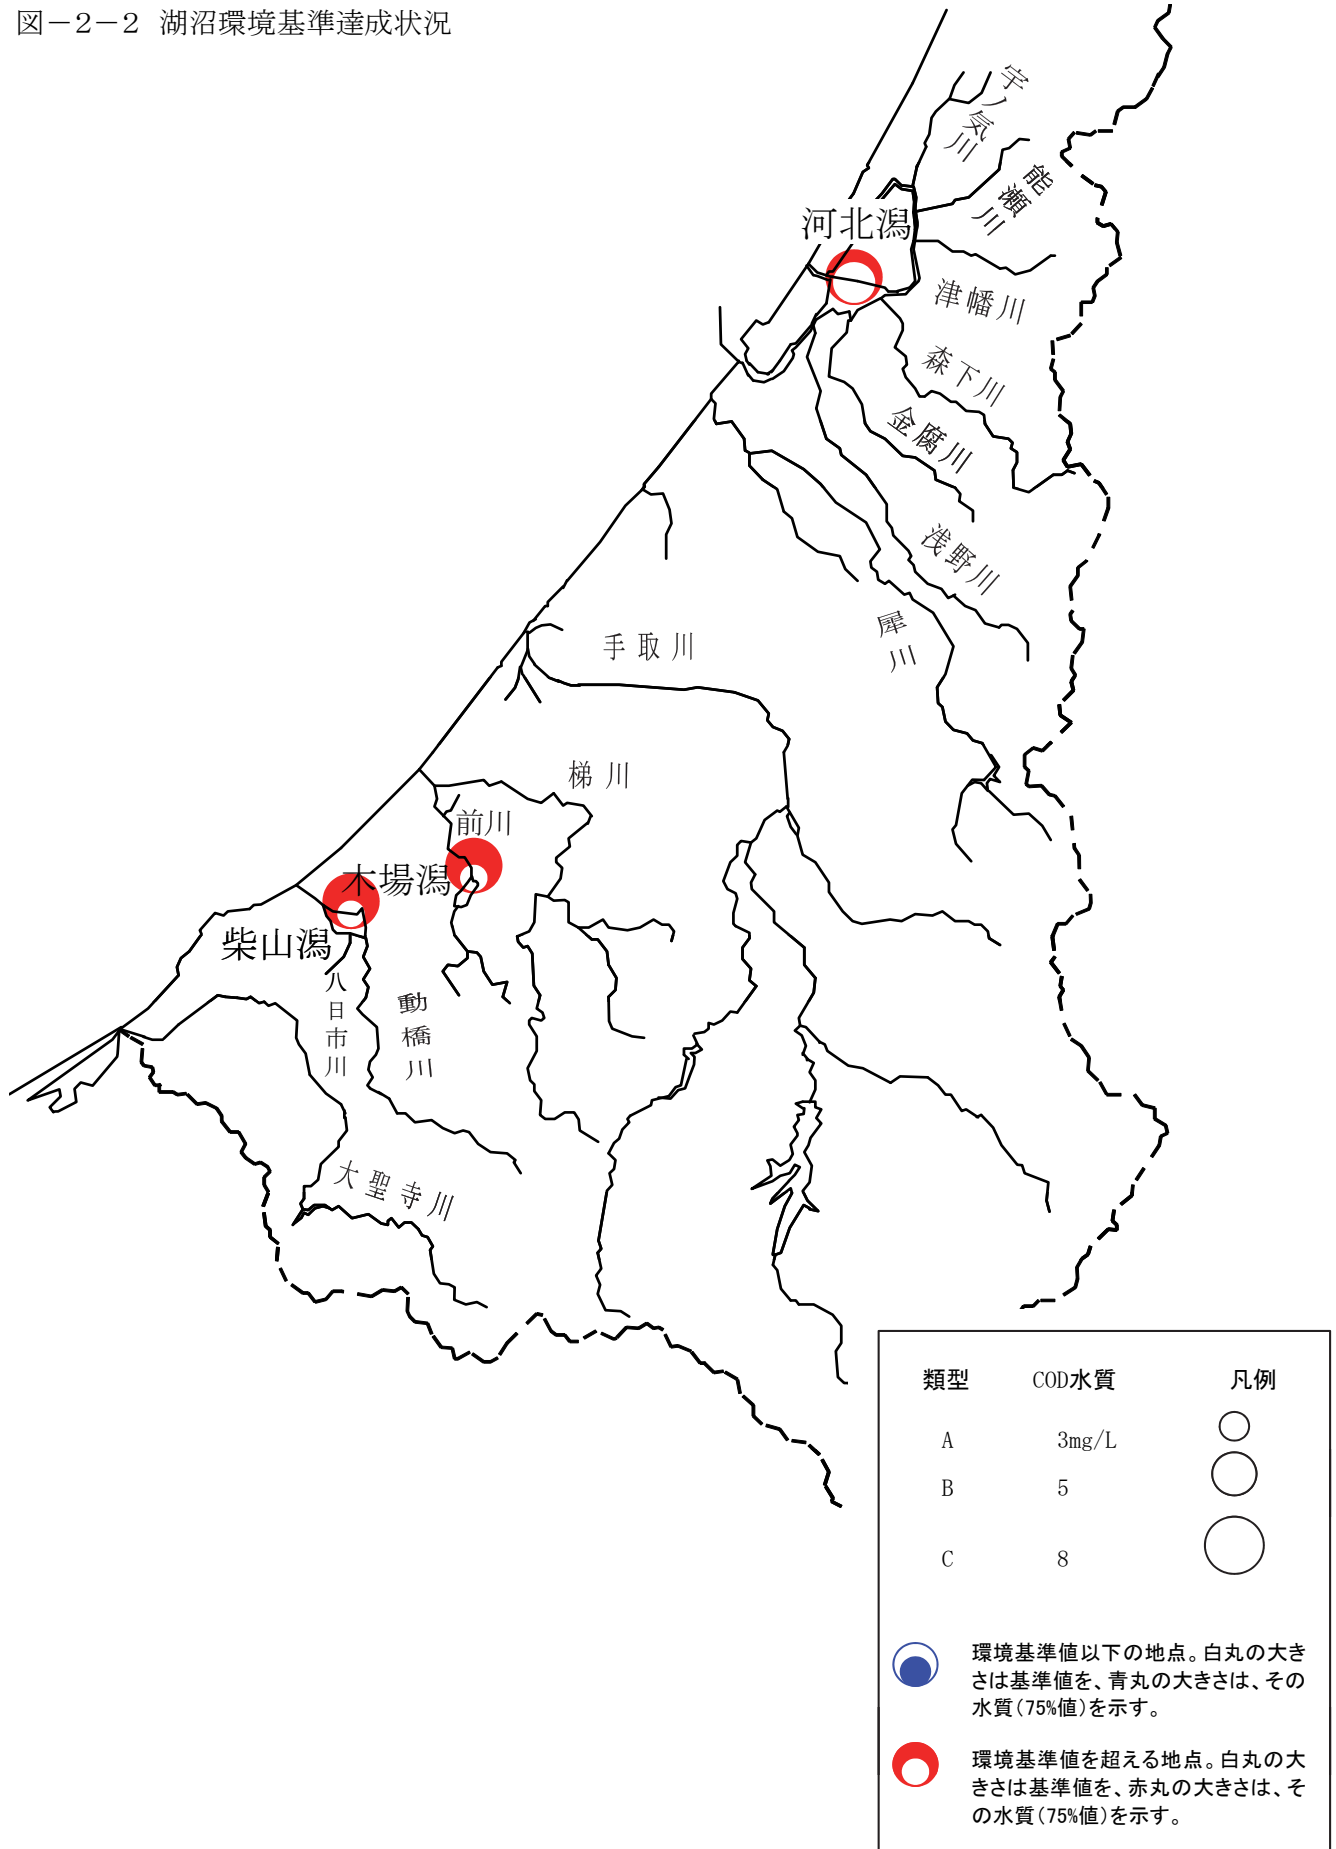 図－2－2 湖沼環境基準達成状況
宇ノ気川
能瀬川
河北潟
津幡川
森下川
金腐川
浅野川
犀川
手取川
梯川
前川
木場潟
柴山潟
八日市川
動橋川
大聖寺川
類型 COD水質 凡例
A 3mg/L
B 5
C 8
環境基準値以下の地点。白丸の大き
さは基準値を、青丸の大きさは、その
水質（75%値）を示す。
環境基準値を超える地点。白丸の大
きさは基準値を、赤丸の大きさは、そ
の水質（75%値）を示す。